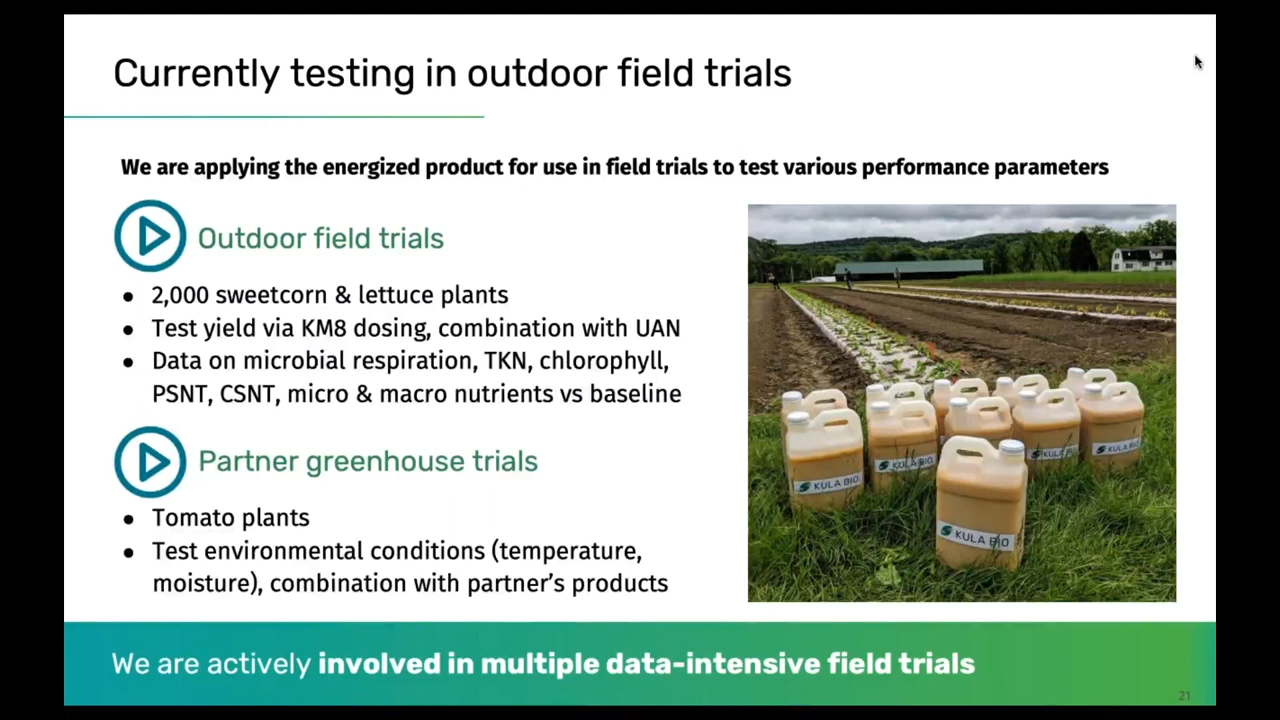 Currently testing in outdoor field trials
We are applying the energized product for use in field trials to test various performance parameters
Outdoor field trials
● 2,000 sweetcorn & lettuce plants
● Test yield via KM8 dosing, combination with UAN
● Data on microbial respiration, TKN, chlorophyll,
PSNT, CSNT, micro & macro nutrients vs baseline
Partner greenhouse trials
● Tomato plants
● Test environmental conditions (temperature,
moisture), combination with partner's products
KULA BIO
KULA BIO
KULA BIO
KULA BIO
KULA BIO
We are actively involved in multiple data-intensive field trials
21